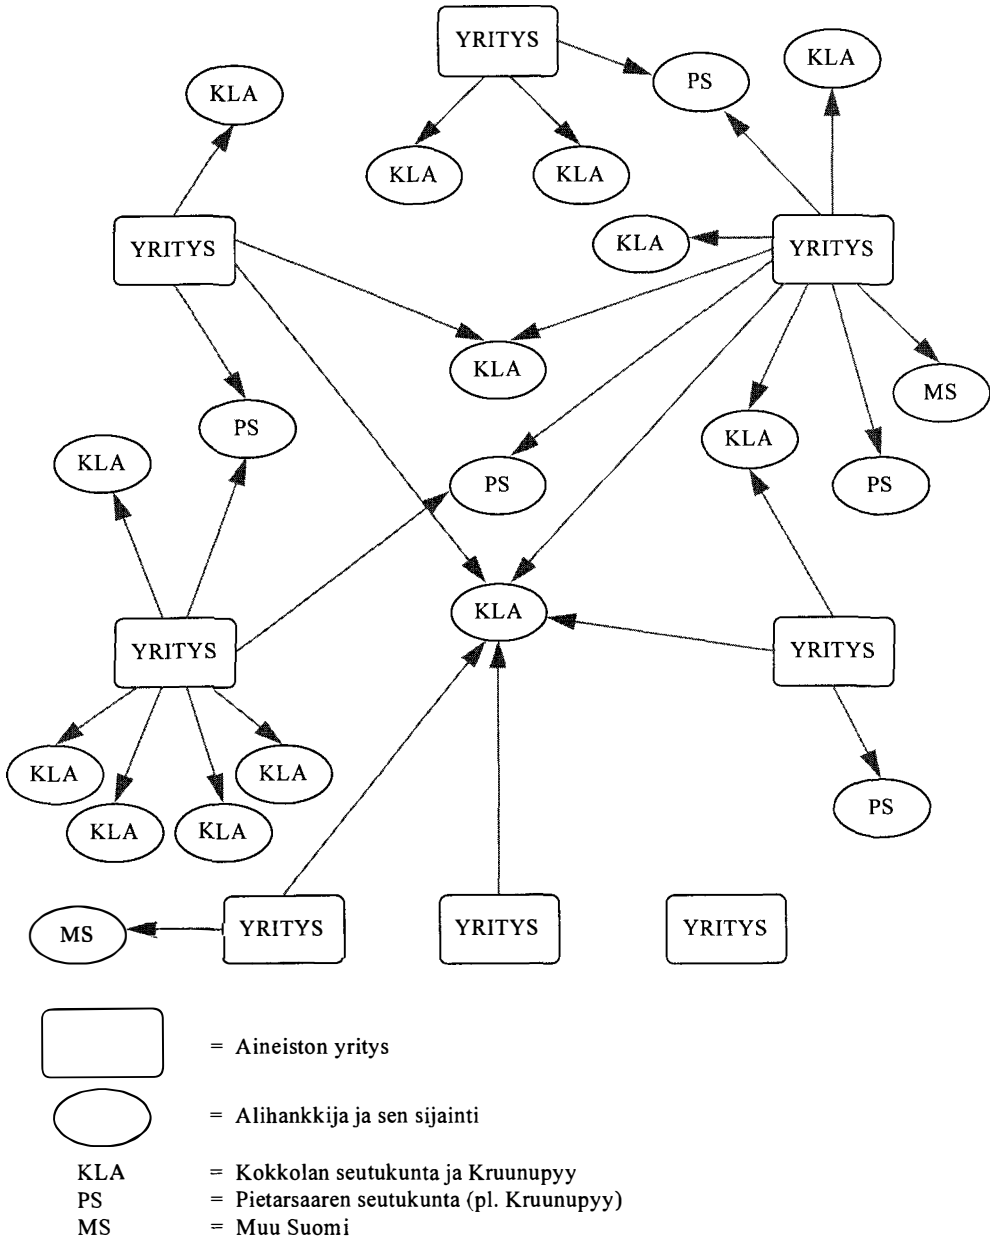 YRITYS
KLA
PS
KLA
KLA
KLA
YRITYS
KLA
YRITYS
KLA
MS
PS
KLA
KLA
PS
PS
KLA
YRITYS
YRITYS
KLA
KLA
KLA
PS
KLA
KLA
MS
YRITYS
YRITYS
YRITYS
= Aineiston yritys
= Alihankkija ja sen sijainti
KLA = Kokkolan seutukunta ja Kruunupyy
PS = Pietarsaaren seutukunta (pl. Kruunupyy)
MS = Muu Suomi